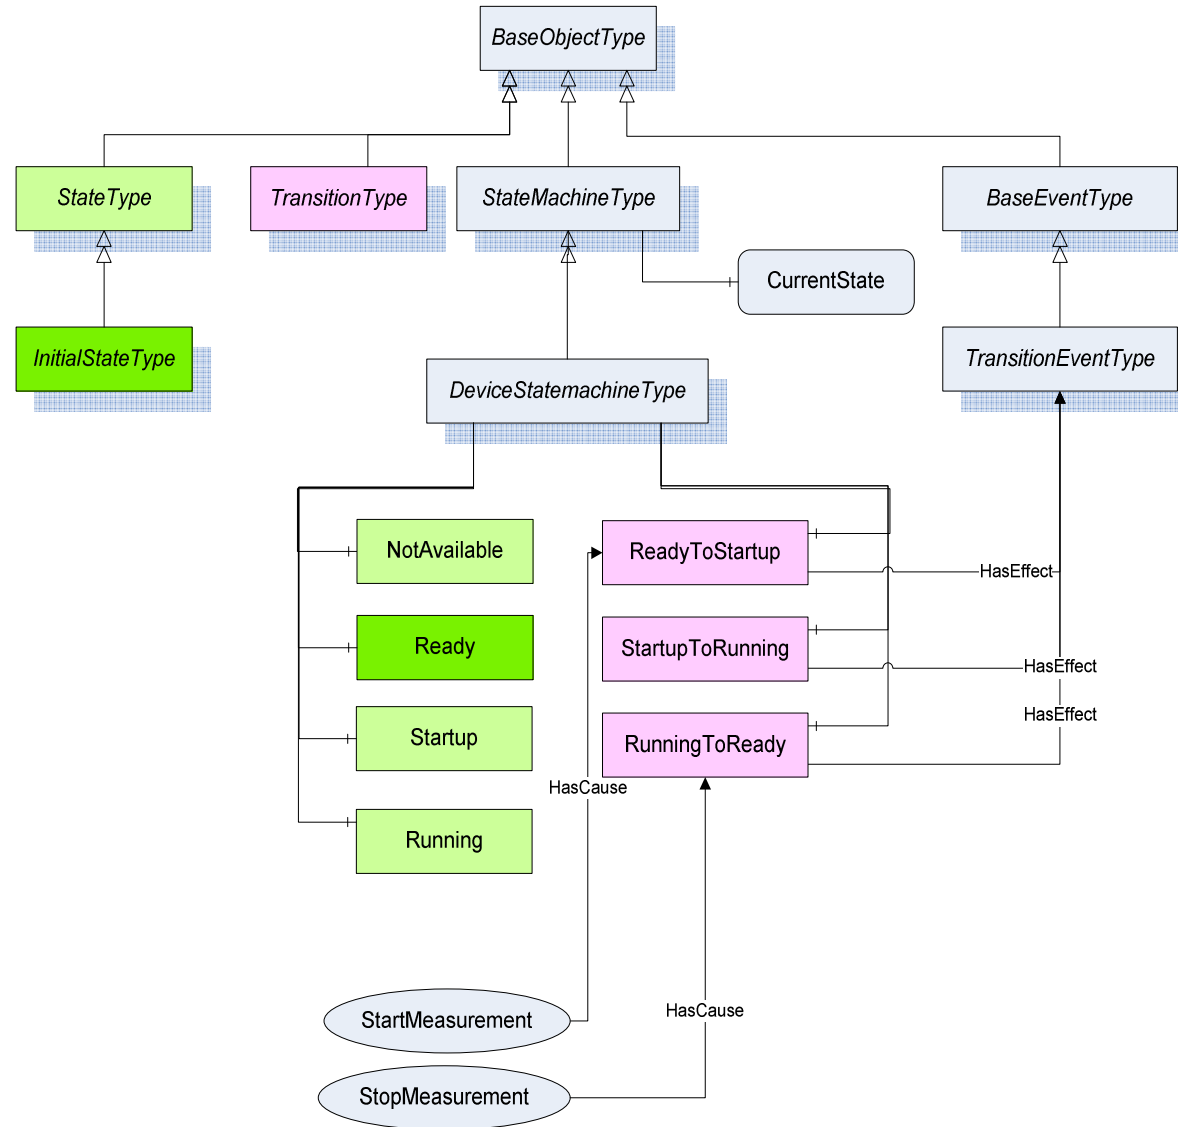 BaseObjectType
StateType
TransitionType
StateMachineType
BaseEventType
CurrentState
InitialStateType
TransitionEventType
DeviceStatemachineType
NotAvailable
ReadyToStartup
HasEffect
Ready
StartupToRunning
HasEffect
HasEffect
Startup
RunningToReady
HasCause
Running
HasCause
StartMeasurement
StopMeasurement